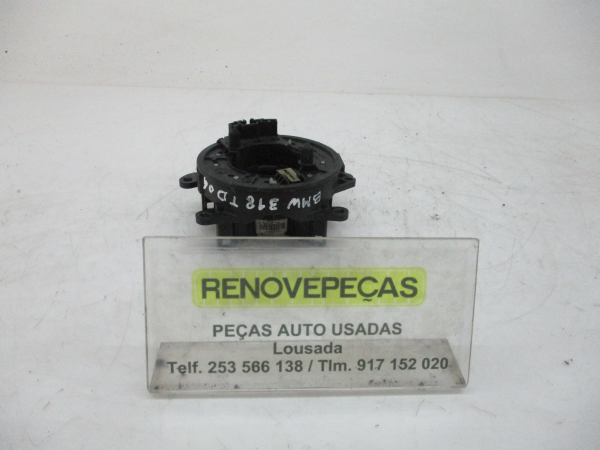 BMW 318 TD 04
RENOVEPEÇAS
PEÇAS AUTO USADAS
Lousada
Telf. 253 566 138 / Tlm. 917 152 020